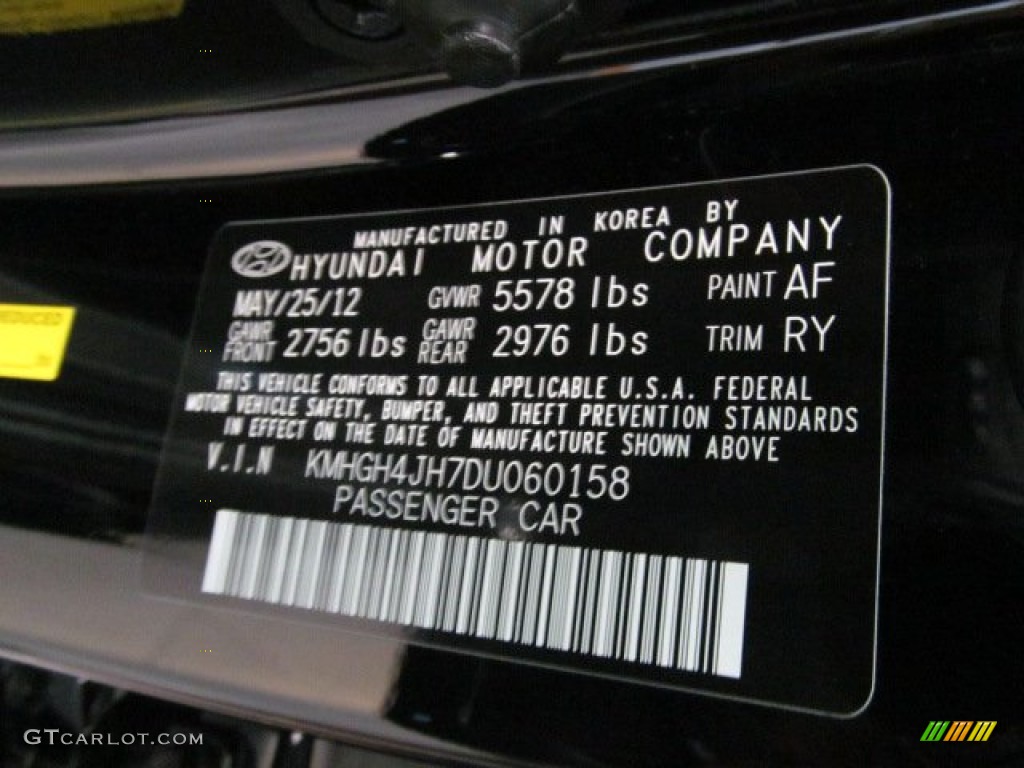 MANUFACTURED IN KOREA BY
HYUNDAI MOTOR COMPANY
MAY/25/12 GVWR 5578 lbs PAINT AF
GAWR FRONT 2756 lbs GAWR REAR 2976 lbs TRIM RY
THIS VEHICLE CONFORMS TO ALL APPLICABLE U.S.A. FEDERAL
MOTOR VEHICLE SAFETY, BUMPER, AND THEFT PREVENTION STANDARDS
IN EFFECT ON THE DATE OF MANUFACTURE SHOWN ABOVE
V.I.N KMHGH4JH7DU060158
PASSENGER CAR
REDUCED
GTCARLOT.COM